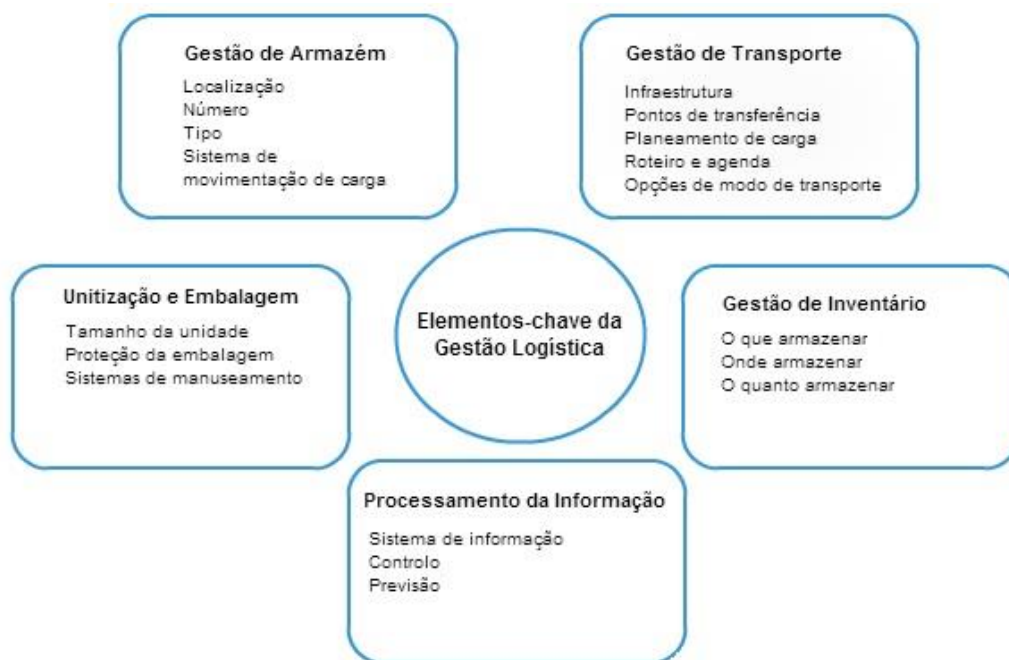 Gestão de Armazém
Localização
Número
Tipo
Sistema de
movimentação de carga
Gestão de Transporte
Infraestrutura
Pontos de transferência
Planeamento de carga
Roteiro e agenda
Opções de modo de transporte
Unitização e Embalagem
Tamanho da unidade
Proteção da embalagem
Sistemas de manuseamento
Elementos-chave da
Gestão Logística
Gestão de Inventário
O que armazenar
Onde armazenar
O quanto armazenar
Processamento da Informação
Sistema de informação
Controlo
Previsão